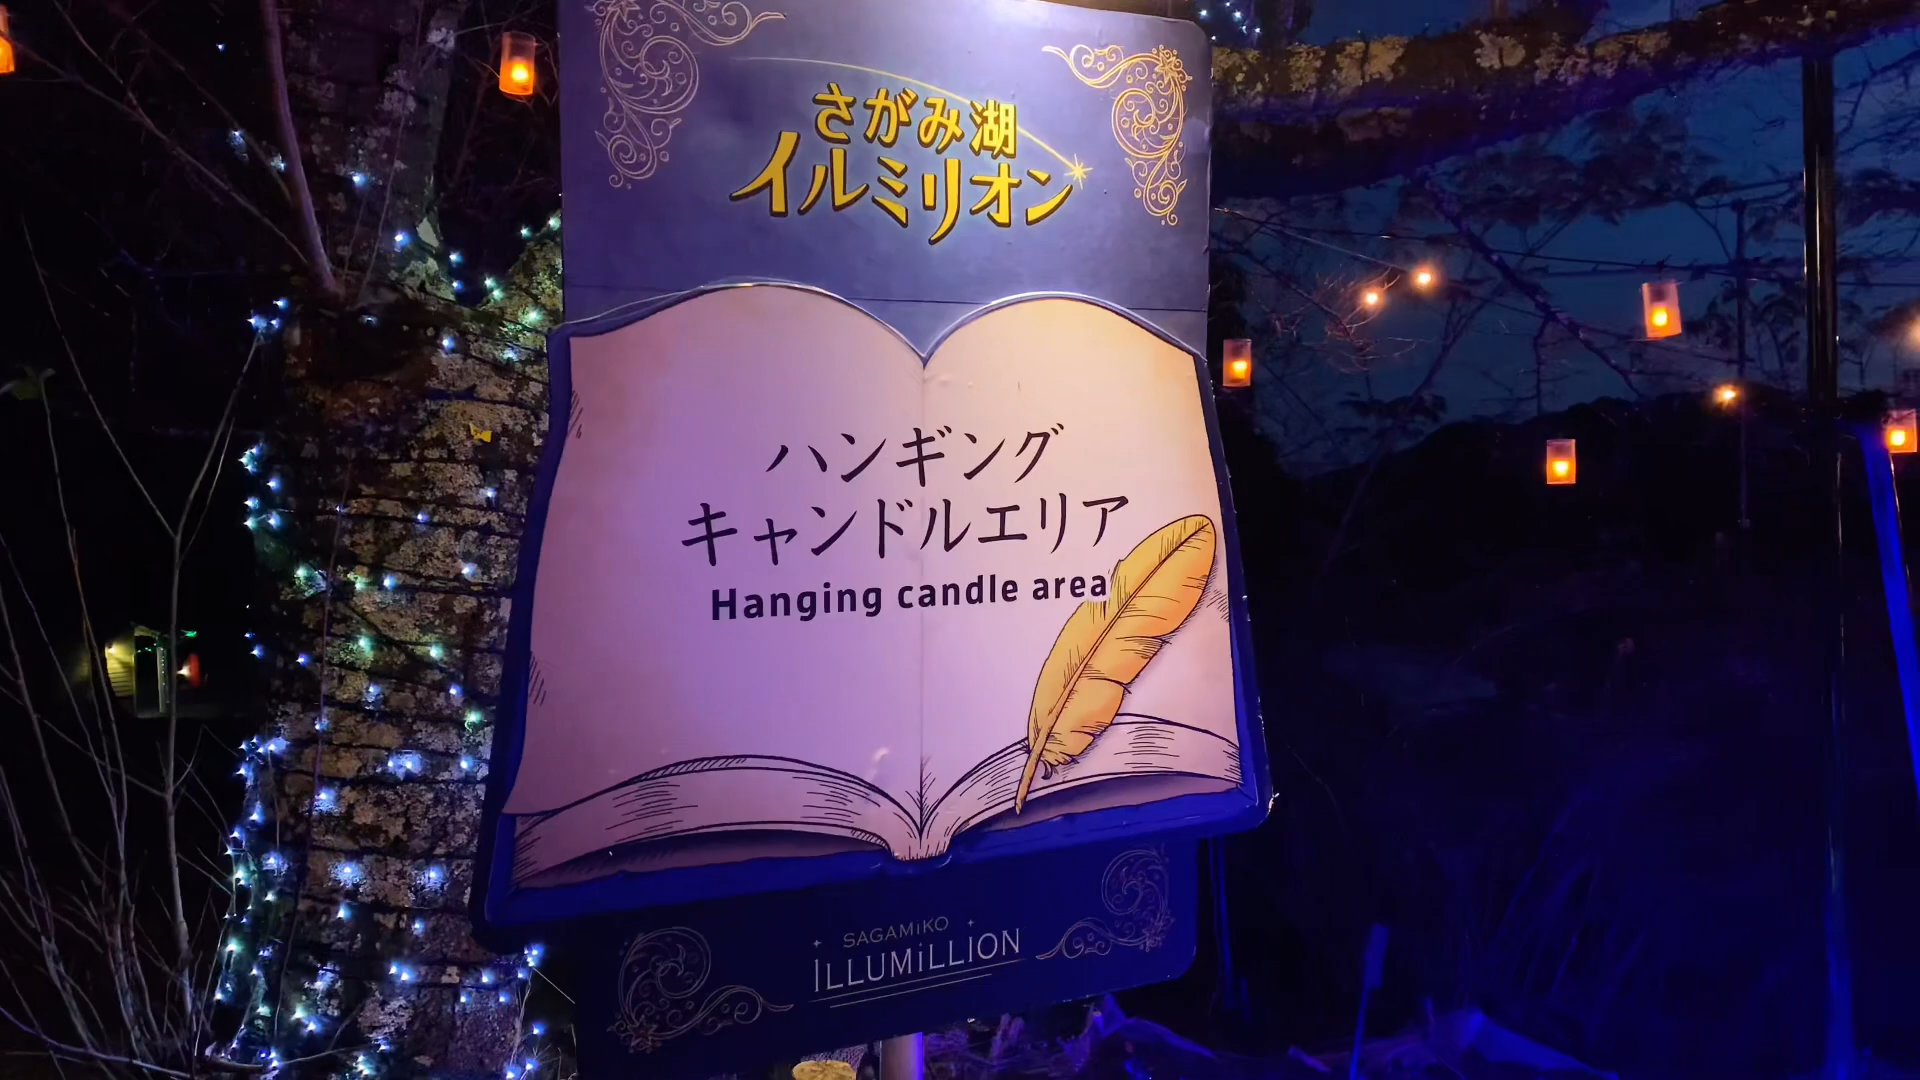 さがみ湖
イルミリオン
ハンギング
キャンドルエリア
Hanging candle area
SAGAMiKO
iLLUMiLLION